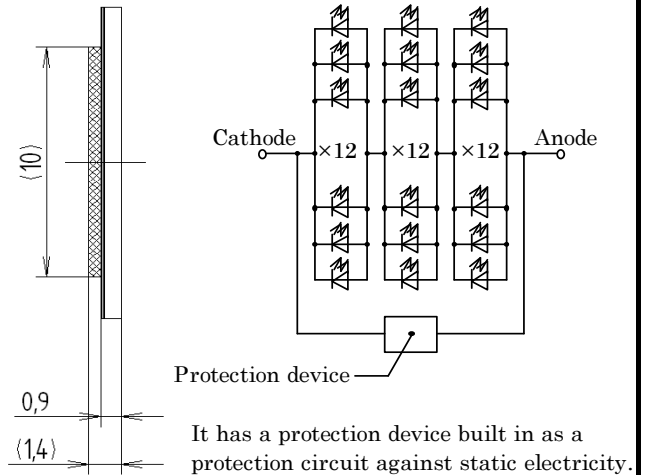 Cathode
×12
×12
×12
Anode
(10)
Protection device
0,9
(1,4)
It has a protection device built in as a
protection circuit against static electricity.